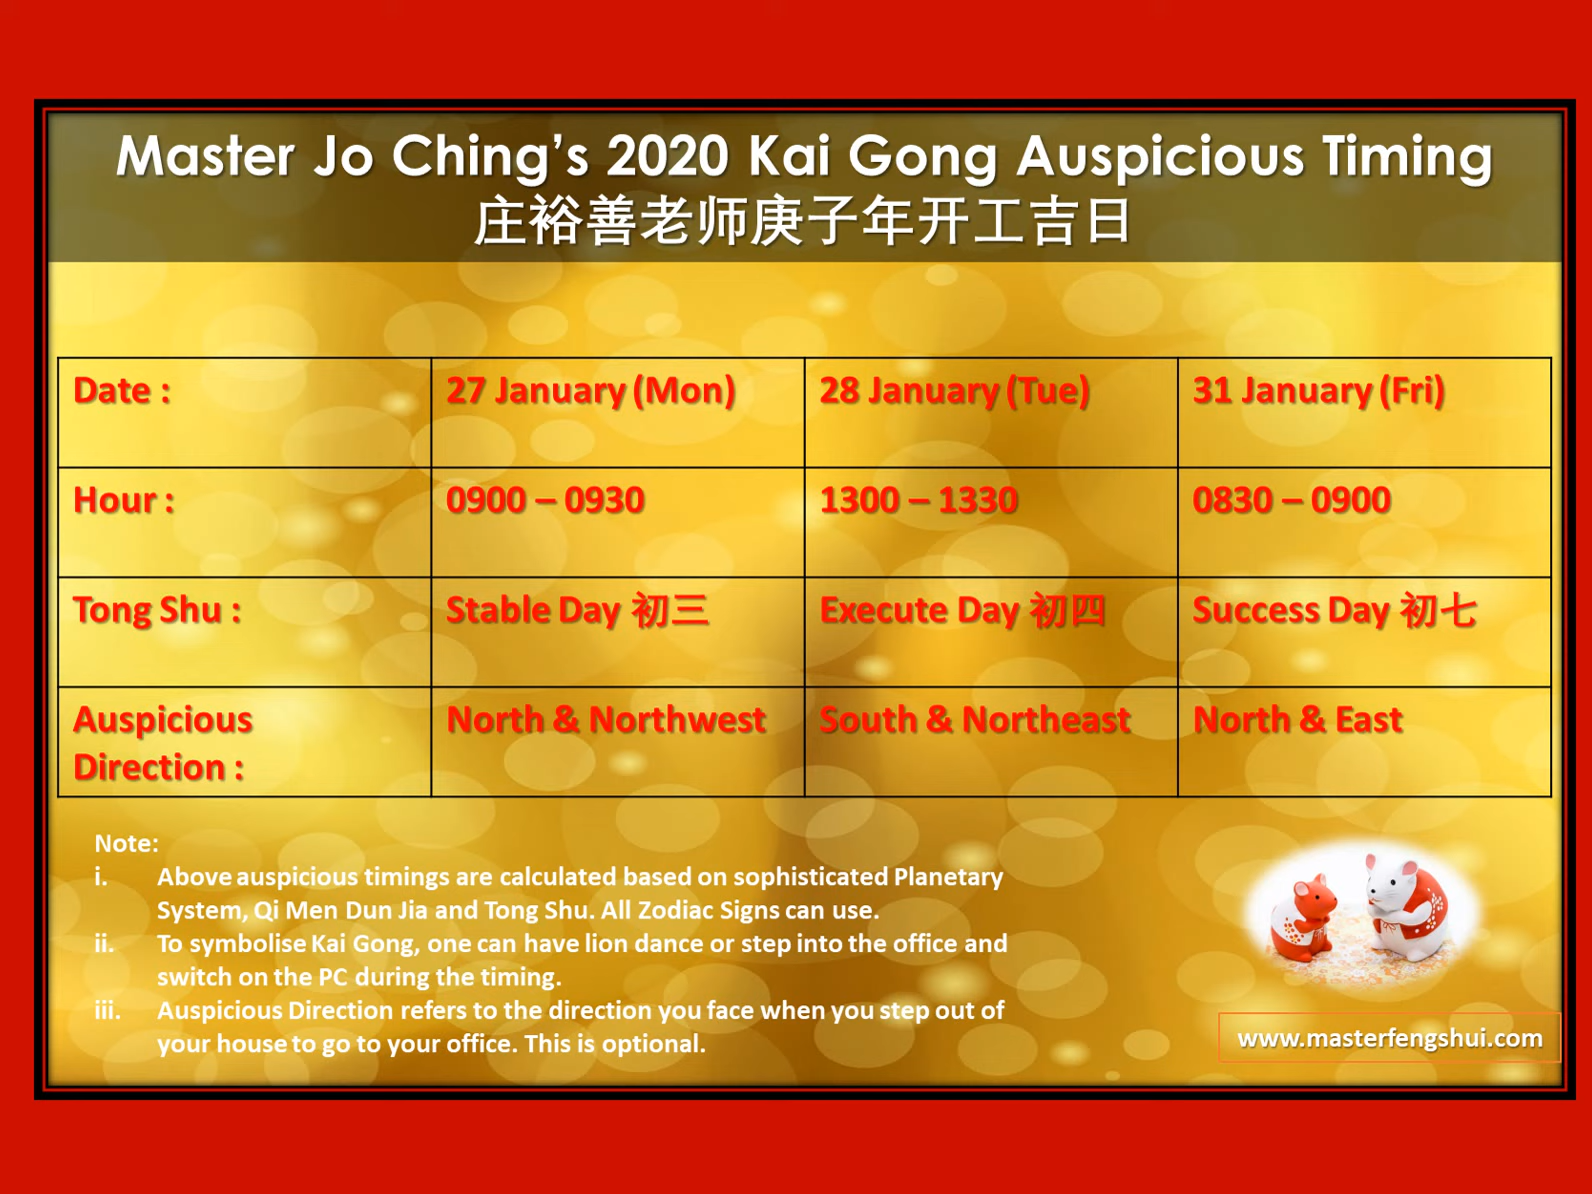 Master Jo Ching’s 2020 Kai Gong Auspicious Timing
庄裕善老师庚子年开工吉日
Date : 27 January (Mon) 28 January (Tue) 31 January (Fri)
Hour : 0900 – 0930 1300 – 1330 0830 – 0900
Tong Shu : Stable Day 初三 Execute Day 初四 Success Day 初七
Auspicious North & Northwest South & Northeast North & East
Direction :
Note:
i. Above auspicious timings are calculated based on sophisticated Planetary
System, Qi Men Dun Jia and Tong Shu. All Zodiac Signs can use.
ii. To symbolise Kai Gong, one can have lion dance or step into the office and
switch on the PC during the timing.
iii. Auspicious Direction refers to the direction you face when you step out of
your house to go to your office. This is optional.
www.masterfengshui.com